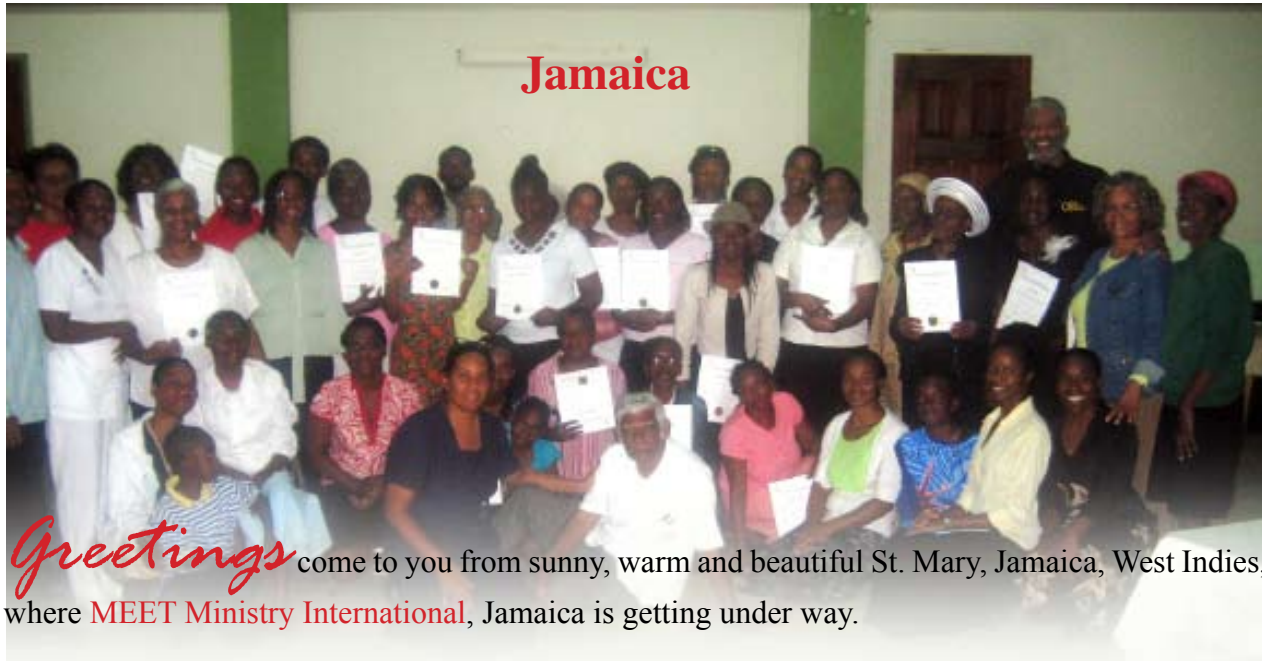 Jamaica
Greetings come to you from sunny, warm and beautiful St. Mary, Jamaica, West Indies,
where MEET Ministry International, Jamaica is getting under way.